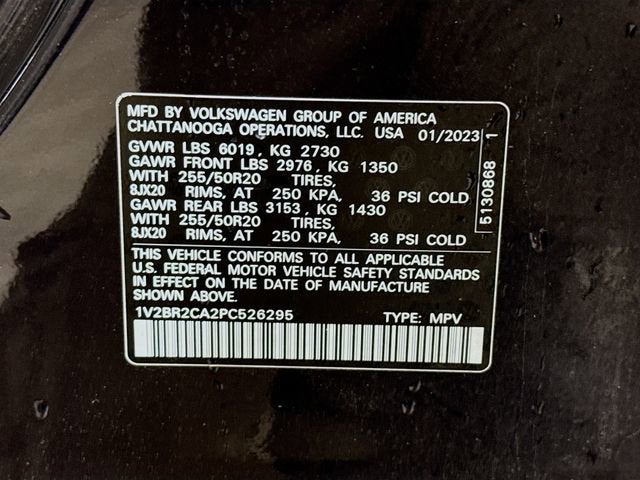 MFD BY VOLKSWAGEN GROUP OF AMERICA
CHATTANOOGA OPERATIONS, LLC. USA 01/2023
GVWR LBS 6019 , KG 2730
GAWR FRONT LBS 2976 , KG 1350
WITH 255/50R20 TIRES,
8JX20 RIMS, AT 250 KPA, 36 PSI COLD
GAWR REAR LBS 3153 , KG 1430
WITH 255/50R20 TIRES,
8JX20 RIMS, AT 250 KPA, 36 PSI COLD
THIS VEHICLE CONFORMS TO ALL APPLICABLE
U.S. FEDERAL MOTOR VEHICLE SAFETY STANDARDS
IN EFFECT ON THE DATE OF MANUFACTURE
SHOWN ABOVE.
1V2BR2CA2PC526295 TYPE: MPV
5130868 1